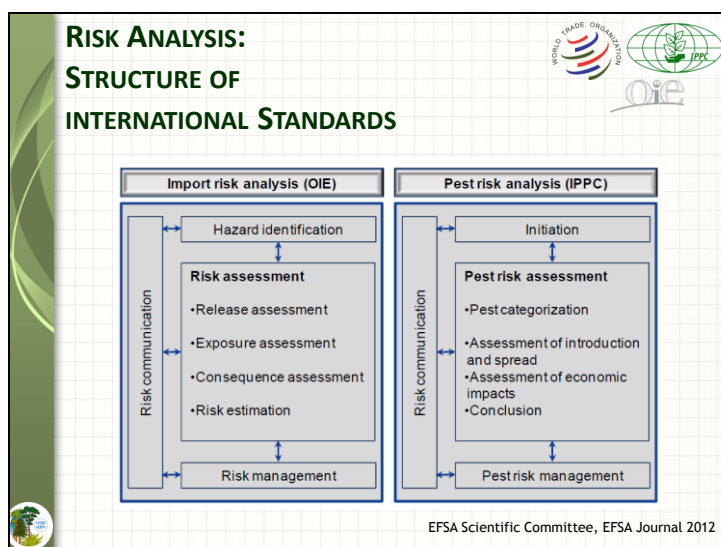 RISK ANALYSIS:
STRUCTURE OF
INTERNATIONAL STANDARDS
WORLD TRADE ORGANIZATION
IPPC
Oie
Import risk analysis (OIE)
Risk communication
Hazard identification
Risk assessment
•Release assessment
•Exposure assessment
•Consequence assessment
•Risk estimation
Risk management
Pest risk analysis (IPPC)
Risk communication
Initiation
Pest risk assessment
•Pest categorization
•Assessment of introduction
and spread
•Assessment of economic
impacts
•Conclusion
Pest risk management
EFSA Scientific Committee, EFSA Journal 2012